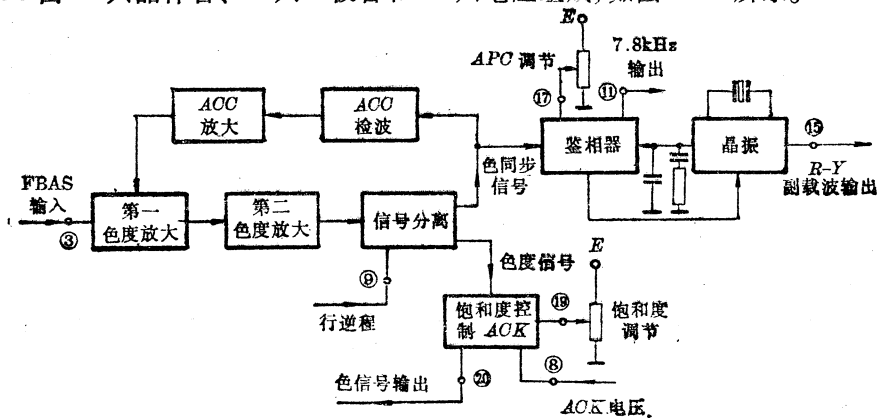 E
APC 调节
7.8kHz
输出
⑰
⑪
ACC
放大
ACC
检波
鉴相器
晶振
⑮
R-Y
副载波输出
色同步
信号
FBAS
输入
③
第一
色度放大
第二
色度放大
信号分离
⑨
行逆程
色度信号
E
饱和度控
制 ACK
⑲
饱和度
调节
色信号输出
⑳
⑧
ACK 电压.